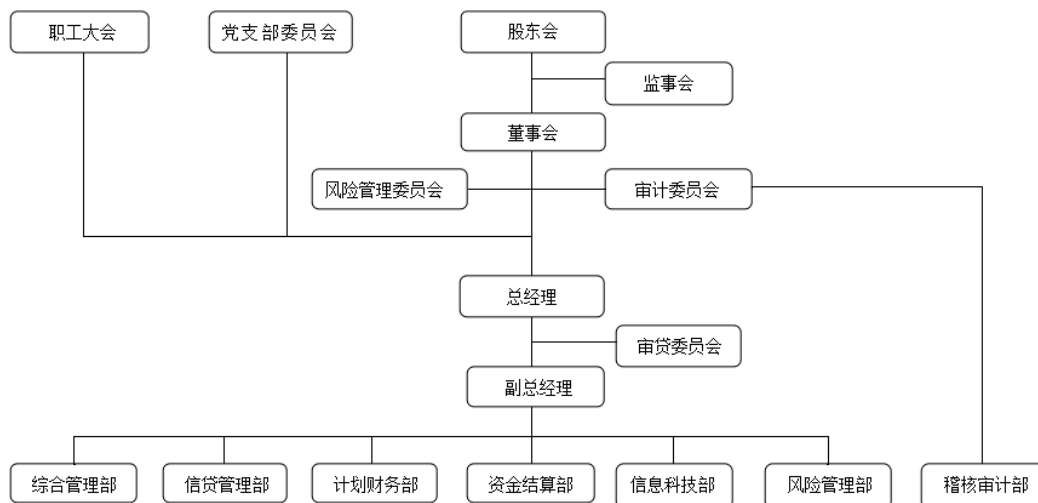 职工大会
党支部委员会
股东会
监事会
董事会
风险管理委员会
审计委员会
总经理
审贷委员会
副总经理
综合管理部
信贷管理部
计划财务部
资金结算部
信息科技部
风险管理部
稽核审计部